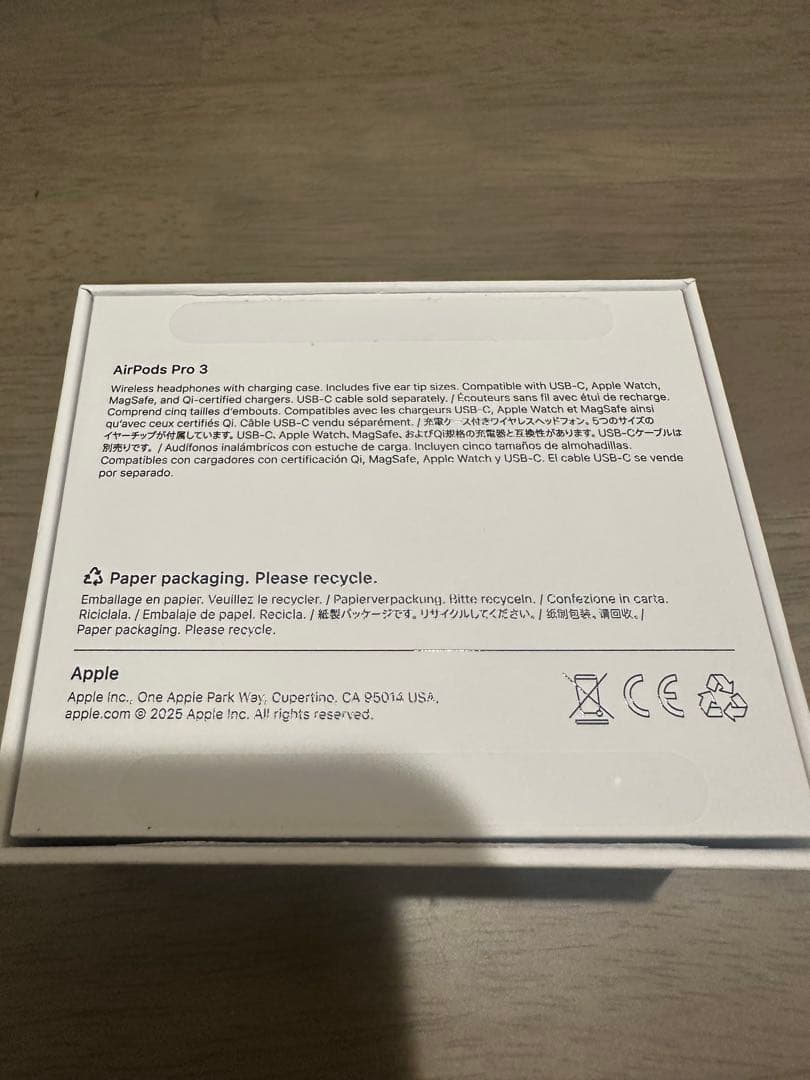 AirPods Pro 3
Wireless headphones with charging case. Includes five ear tip sizes. Compatible with USB-C, Apple Watch,
MagSafe, and Qi-certified chargers. USB-C cable sold separately. / Écouteurs sans fil avec étui de recharge.
Comprend cinq tailles d'embouts. Compatibles avec les chargeurs USB-C, Apple Watch et MagSafe ainsi
qu'avec ceux certifiés Qi. Câble USB-C vendu séparément. / 充電ケース付きワイヤレスヘッドフォン。5つのサイズの
イヤーチップが付属しています。USB-C、Apple Watch、MagSafe、およびQi規格の充電器と互換性があります。USB-Cケーブルは
別売りです。/ Audífonos inalámbricos con estuche de carga. Incluyen cinco tamaños de almohadillas.
Compatibles con cargadores con certificación Qi, MagSafe, Apple Watch y USB-C. El cable USB-C se vende
por separado.
Paper packaging. Please recycle.
Emballage en papier. Veuillez le recycler. / Papierverpackung. Bitte recyceln. / Confezione in carta.
Riciclala. / Embalaje de papel. Recicla. / 紙製パッケージです。リサイクルしてください。/ 纸制包装。请回收。/
Paper packaging. Please recycle.
Apple
Apple Inc., One Apple Park Way, Cupertino, CA 95014 USA.
apple.com © 2025 Apple Inc. All rights reserved.
CE